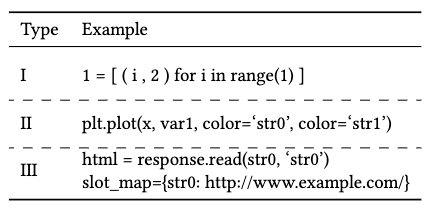 Type Example
I 1 = [ ( i , 2 ) for i in range(1) ]
II plt.plot(x, var1, color=‘str0’, color=‘str1’)
III html = response.read(str0, ‘str0’)
slot_map={str0: http://www.example.com/}